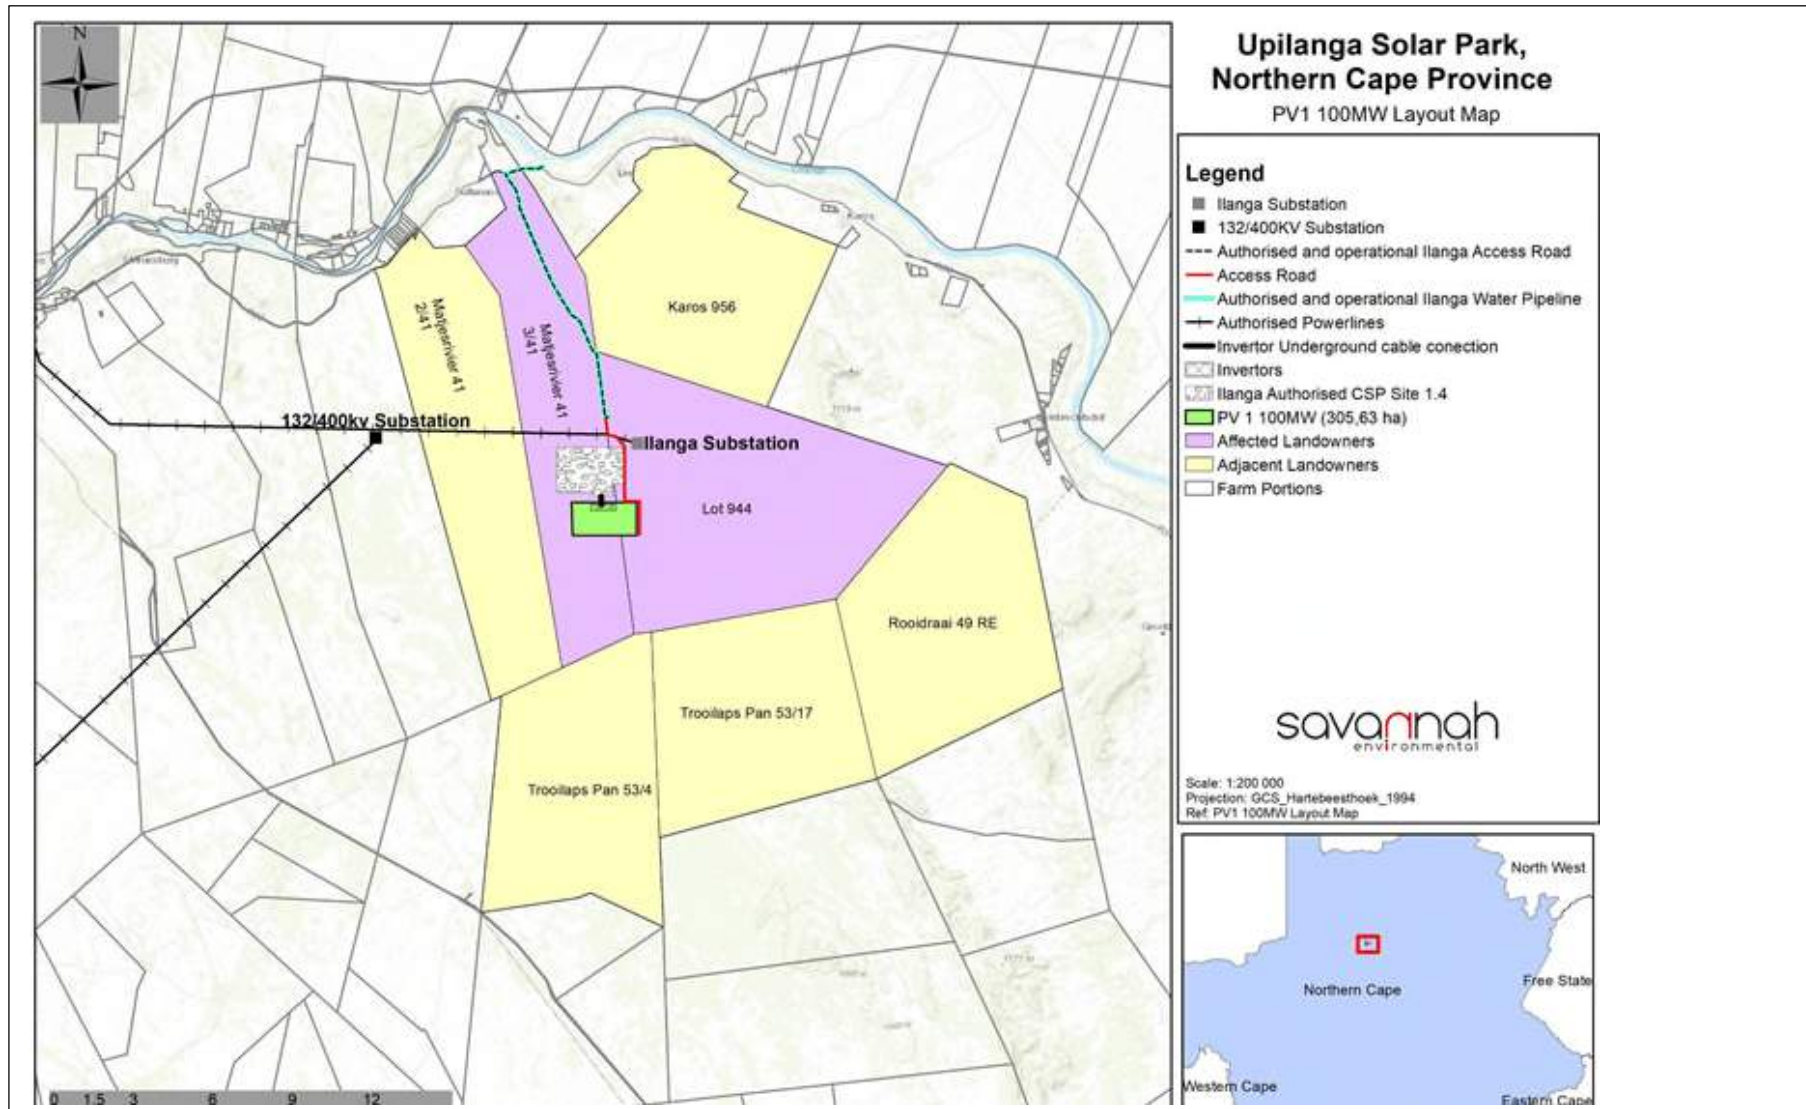 Upilanga Solar Park,
Northern Cape Province
PV1 100MW Layout Map
N
Legend
Ilanga Substation
132/400KV Substation
Authorised and operational Ilanga Access Road
Access Road
Authorised and operational Ilanga Water Pipeline
Authorised Powerlines
Invertor Underground cable conection
Invertors
Ilanga Authorised CSP Site 1.4
PV 1 100MW (305,63 ha)
Affected Landowners
Adjacent Landowners
Farm Portions
savannah
environmental
Scale: 1:200 000
Projection: GCS_Hartebeesthoek_1994
Ref: PV1 100MW Layout Map
Karos
Karos 956
Matjesrivier 41
2/41
Matjesrivier 41
3/41
132/400kv Substation
Ilanga Substation
Lot 944
Rooidraai 49 RE
Trooilaps Pan 53/17
Trooilaps Pan 53/4
0 1.5 3 6 9 12
North West
Northern Cape
Free State
Western Cape
Eastern Cape